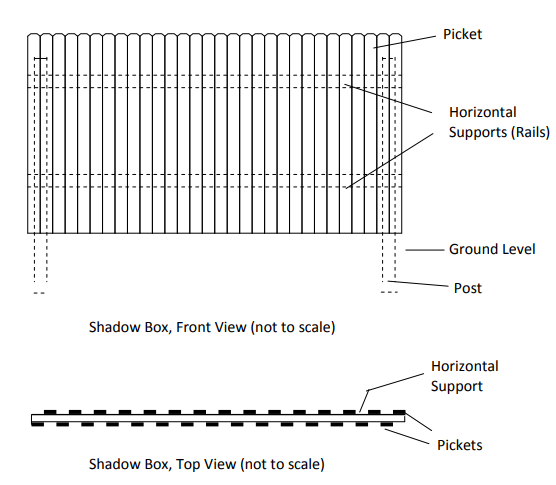 Picket
Horizontal
Supports (Rails)
Ground Level
Post
Shadow Box, Front View (not to scale)
Horizontal
Support
Pickets
Shadow Box, Top View (not to scale)